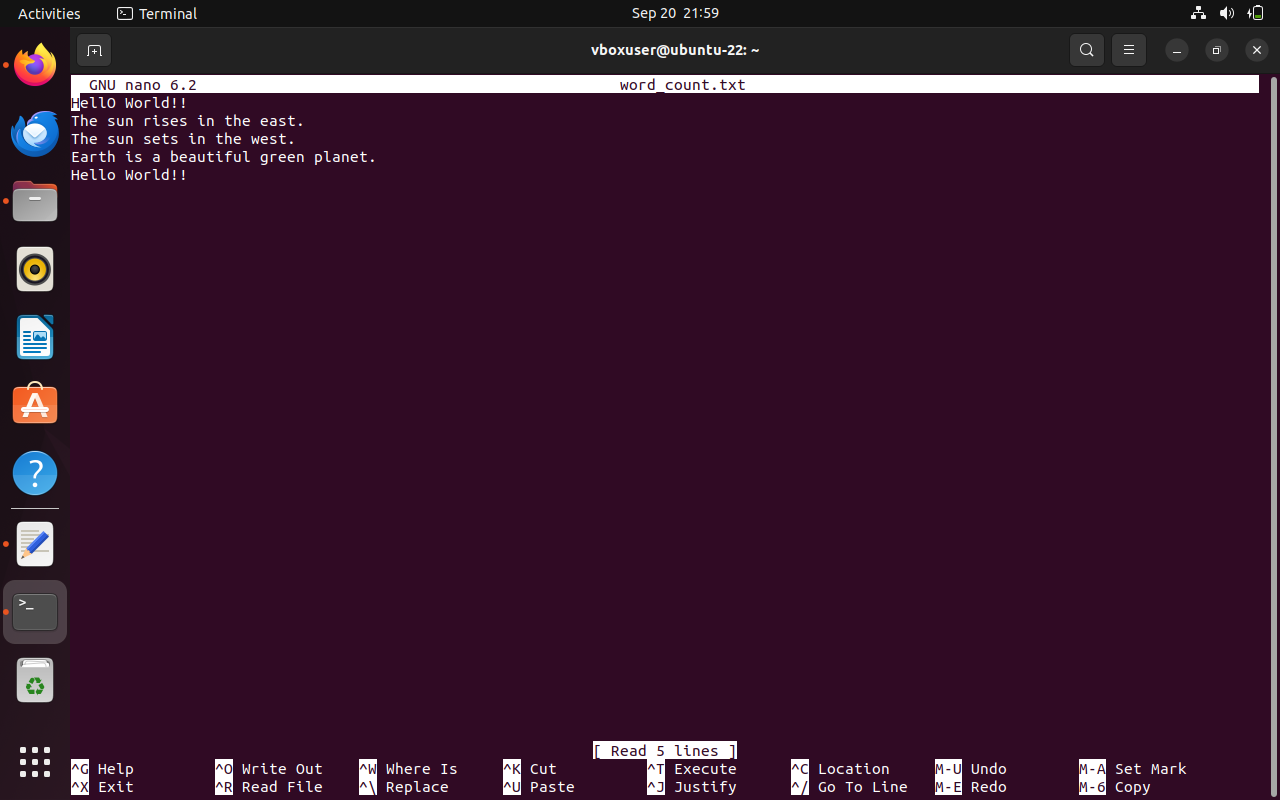 Activities Terminal Sep 20 21:59
vboxuser@ubuntu-22: ~
GNU nano 6.2 word_count.txt
HellO World!!
The sun rises in the east.
The sun sets in the west.
Earth is a beautiful green planet.
Hello World!!
[ Read 5 lines ]
^G Help ^O Write Out ^W Where Is ^K Cut ^T Execute ^C Location M-U Undo M-A Set Mark
^X Exit ^R Read File ^\ Replace ^U Paste ^J Justify ^/ Go To Line M-E Redo M-6 Copy